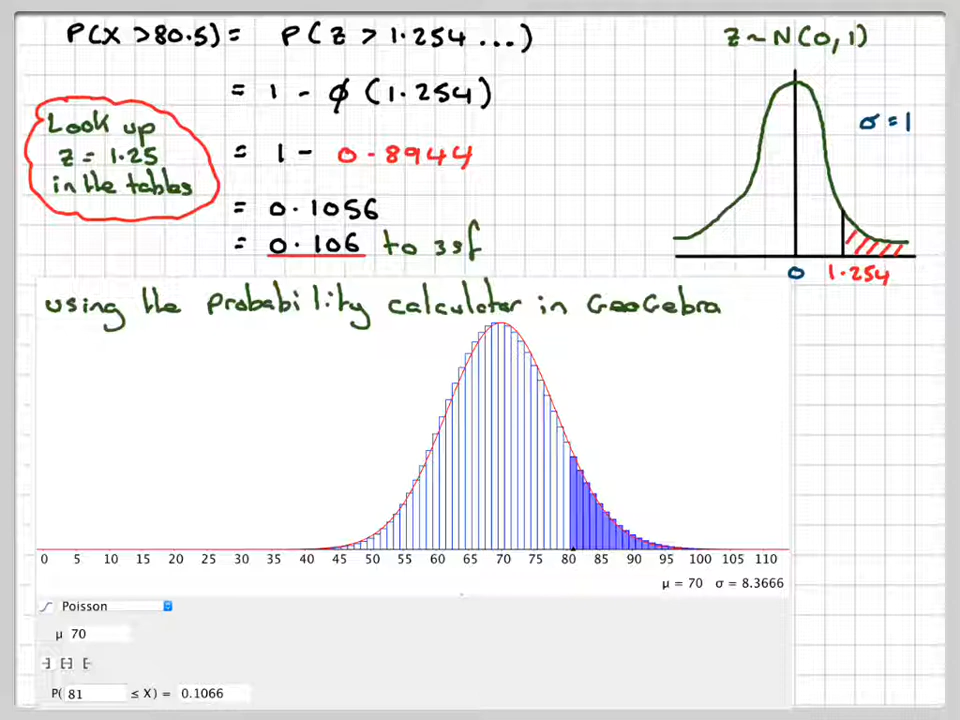 P(X >80.5) = P(Z > 1.254 ...)
Z ~ N(0,1)
= 1 - ϕ(1.254)
σ = 1
Look up
z = 1.25
in the tables
= 1 - 0.8944
= 0.1056
= 0.106 to 3sf
0 1.254
using the probability calculator in GeoGebra
0 5 10 15 20 25 30 35 40 45 50 55 60 65 70 75 80 85 90 95 100 105 110
μ = 70 σ = 8.3666
Poisson
μ 70
P( 81 ≤ X) = 0.1066